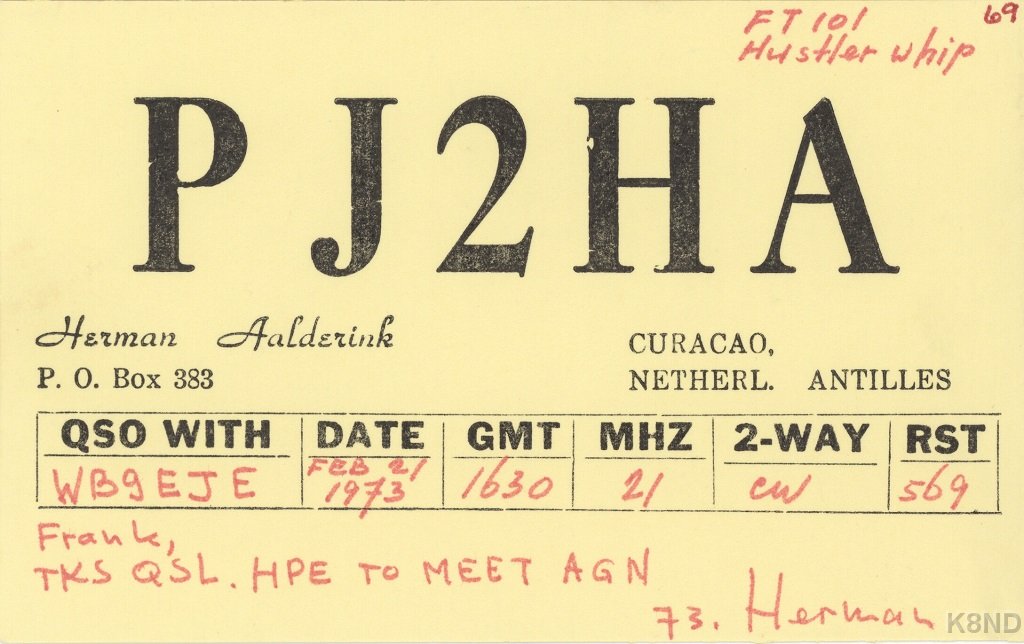 69
FT 101
Hustler whip
PJ2HA
Herman Aalderink
P. O. Box 383
CURACAO,
NETHERL. ANTILLES
QSO WITH DATE GMT MHZ 2-WAY RST
WB9EJE FEB 21 1973 1630 21 CW 569
Frank,
TKS QSL. HPE TO MEET AGN
73. Herman
K8ND